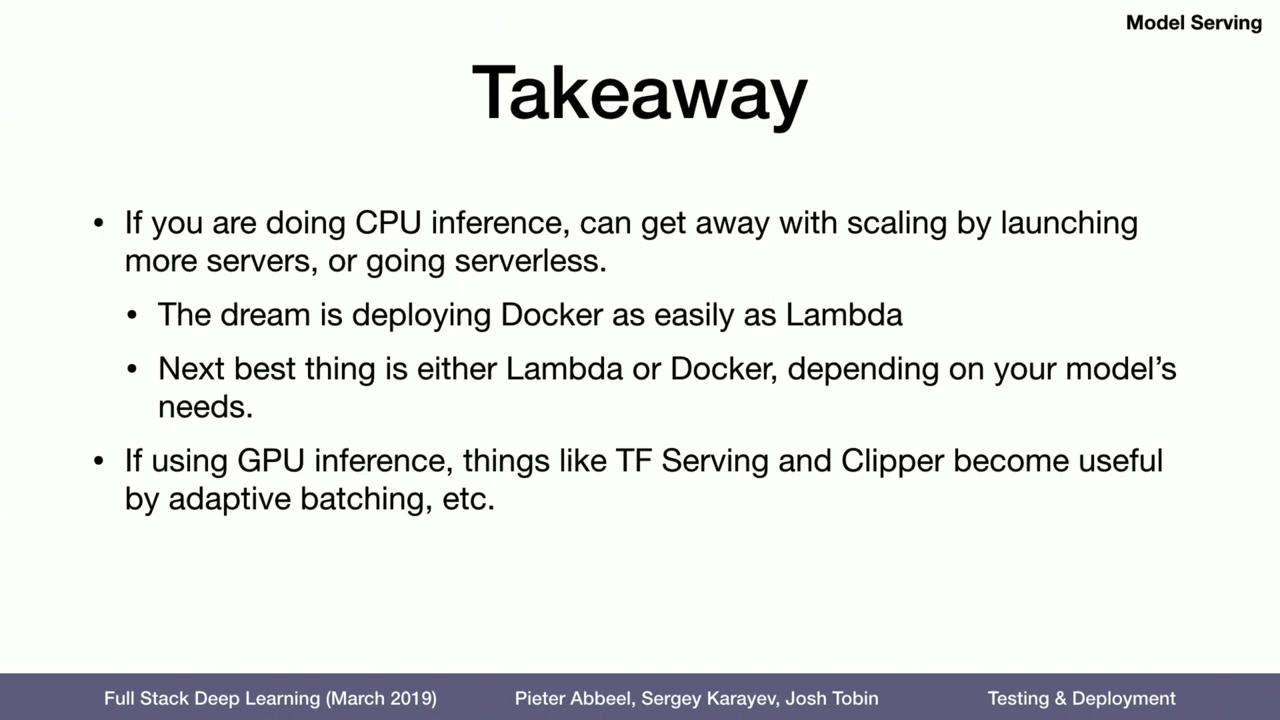 Model Serving
Takeaway
• If you are doing CPU inference, can get away with scaling by launching
more servers, or going serverless.
• The dream is deploying Docker as easily as Lambda
• Next best thing is either Lambda or Docker, depending on your model’s
needs.
• If using GPU inference, things like TF Serving and Clipper become useful
by adaptive batching, etc.
Full Stack Deep Learning (March 2019) Pieter Abbeel, Sergey Karayev, Josh Tobin Testing & Deployment